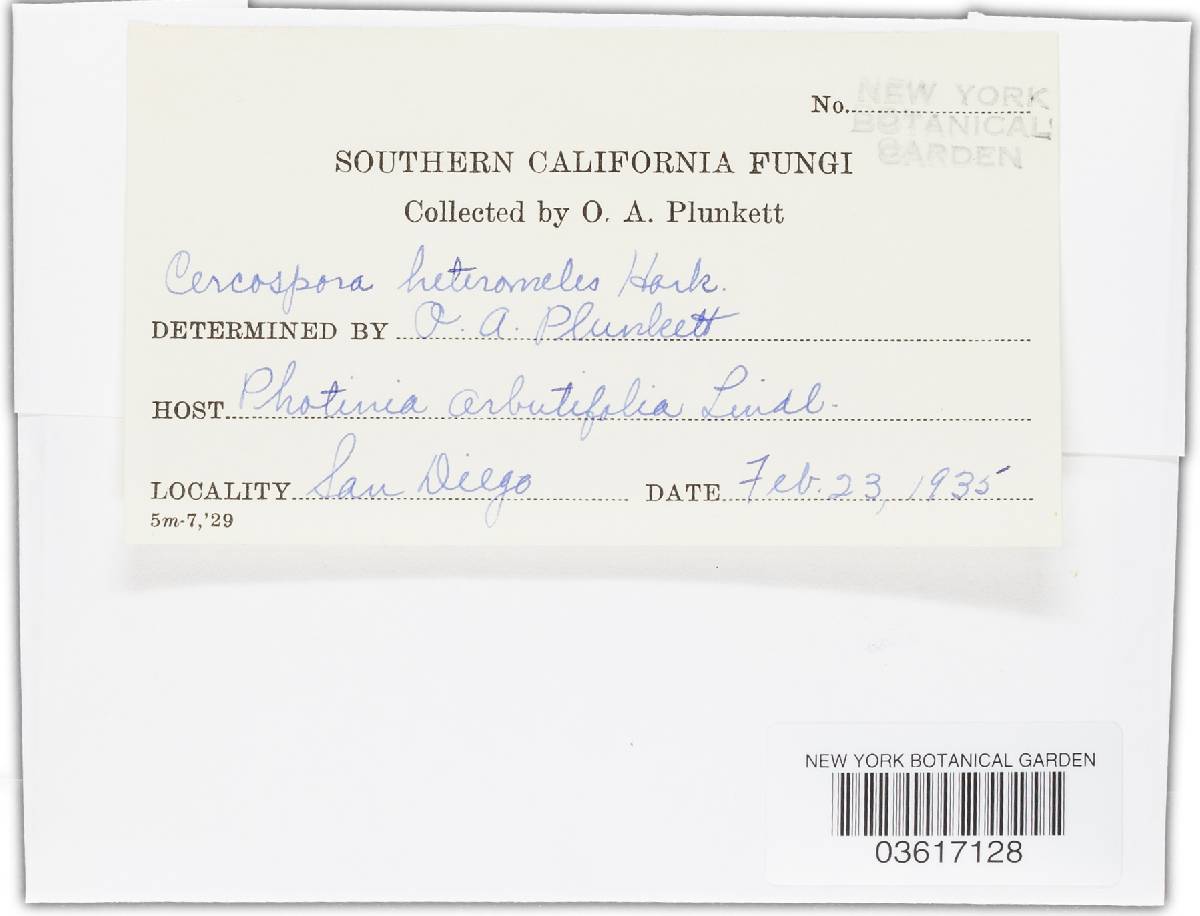 No.
NEW YORK
BOTANICAL
GARDEN
SOUTHERN CALIFORNIA FUNGI
Collected by O. A. Plunkett
Cercospora heteromeles Hark.
DETERMINED BY O. A. Plunkett
HOST Photinia arbutifolia Lindl.
LOCALITY San Diego DATE Feb. 23, 1935
5m-7,'29
NEW YORK BOTANICAL GARDEN
03617128